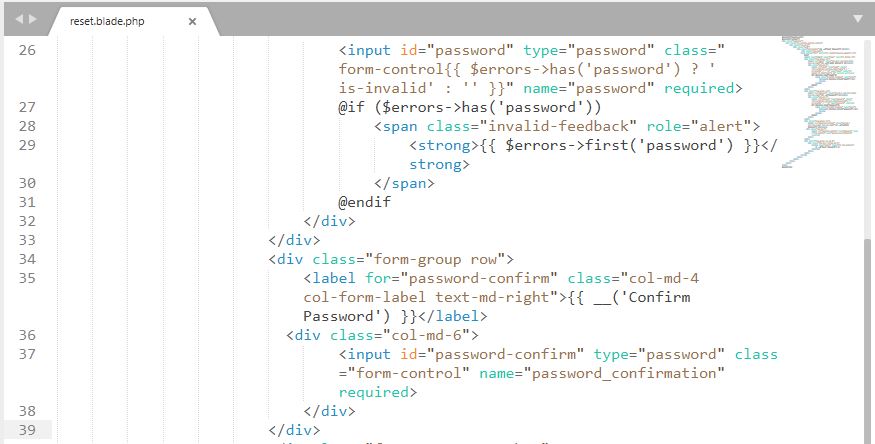 reset.blade.php
26 <input id="password" type="password" class="
form-control{{ $errors->has('password') ? '
is-invalid' : '' }}" name="password" required>
27 @if ($errors->has('password'))
28 <span class="invalid-feedback" role="alert">
29 <strong>{{ $errors->first('password') }}</
strong>
30 </span>
31 @endif
32 </div>
33 </div>
34 <div class="form-group row">
35 <label for="password-confirm" class="col-md-4
col-form-label text-md-right">{{ __('Confirm
Password') }}</label>
36 <div class="col-md-6">
37 <input id="password-confirm" type="password" class
="form-control" name="password_confirmation"
required>
38 </div>
39 </div>